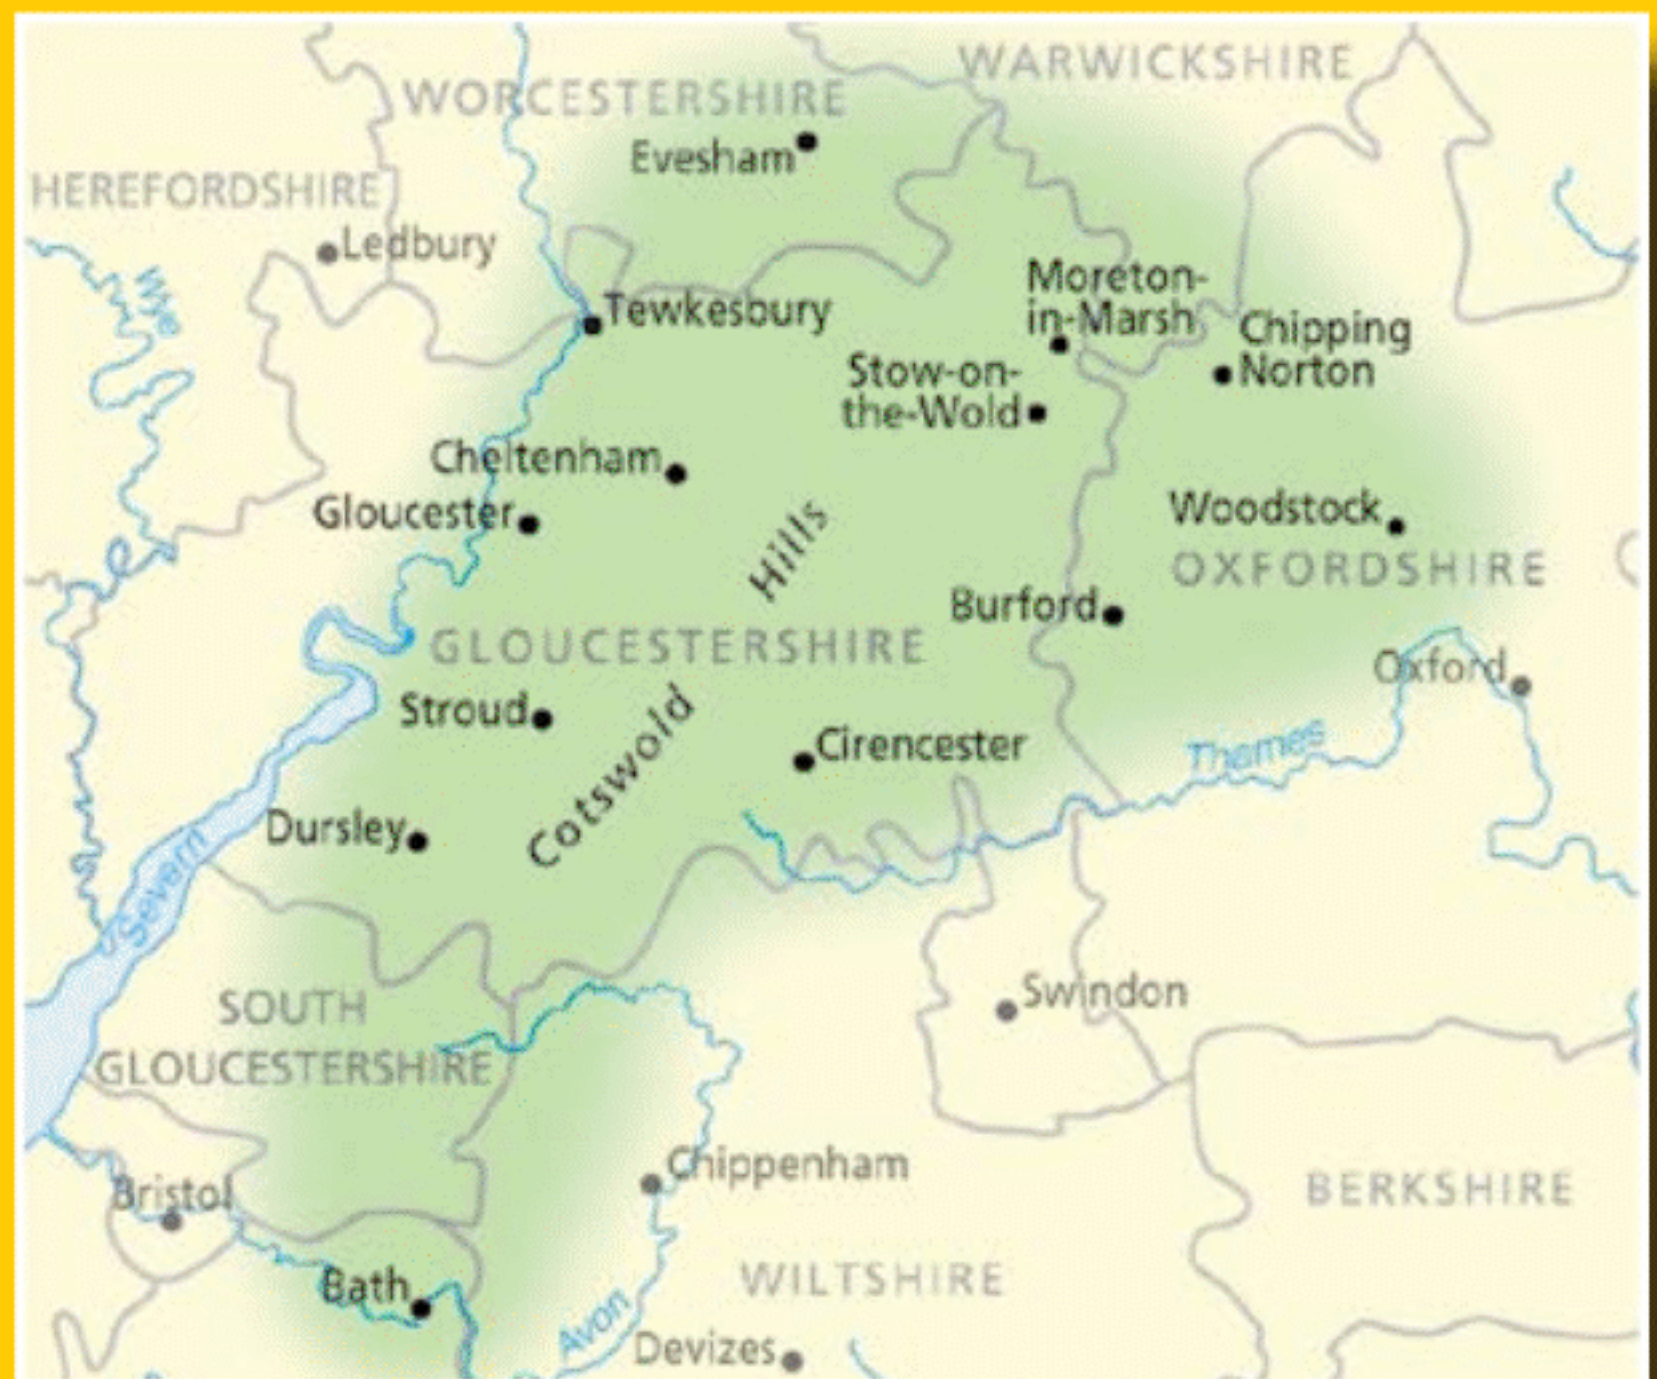 WARWICKSHIRE
WORCESTERSHIRE
Evesham
HEREFORDSHIRE
Ledbury
Wye
Moreton-
in-Marsh
Tewkesbury
Chipping
Norton
Stow-on-
the-Wold
Cheltenham
Gloucester
Woodstock
Hills
OXFORDSHIRE
Burford
GLOUCESTERSHIRE
Oxford
Stroud
Cotswold
Cirencester
Thames
Dursley
Severn
Swindon
SOUTH
GLOUCESTERSHIRE
Chippenham
Bristol
BERKSHIRE
WILTSHIRE
Bath
Avon
Devizes